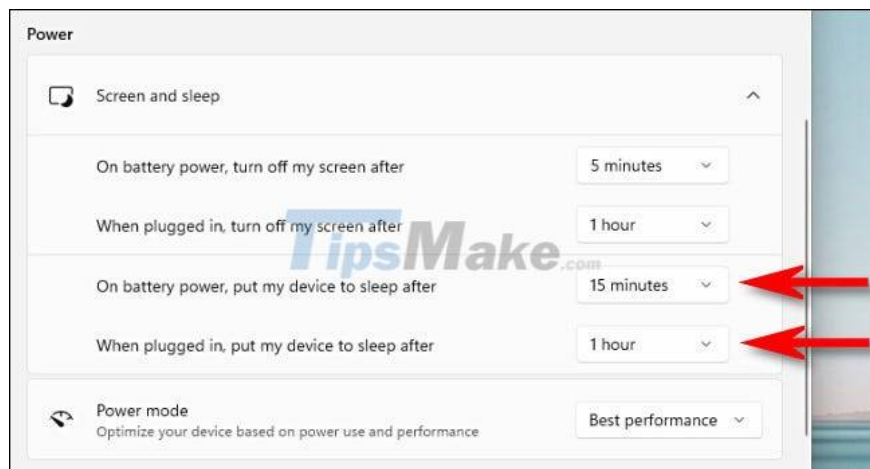 Power
Screen and sleep
On battery power, turn off my screen after
5 minutes
When plugged in, turn off my screen after
1 hour
TipsMake.com
On battery power, put my device to sleep after
15 minutes
When plugged in, put my device to sleep after
1 hour
Power mode
Optimize your device based on power use and performance
Best performance